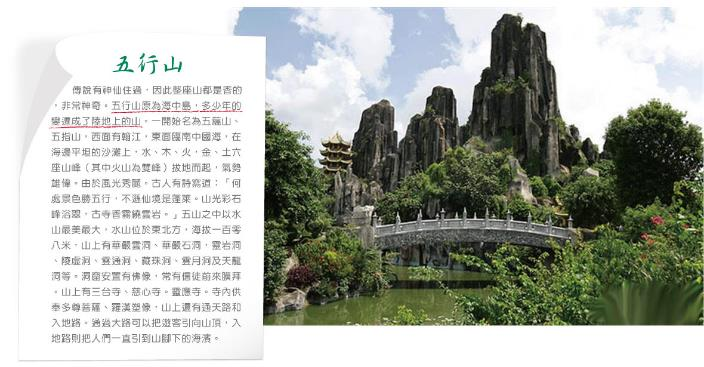 五行山
傳說有神仙住過，因此整座山都是香的
，非常神奇。五行山原為海中島，多少年的
變遷成了陸地上的山。一開始名為五蘊山、
五指山，西面有韓江，東面臨南中國海，在
海邊平坦的沙灘上，水、木、火，金、土六
座山峰（其中火山為雙峰）拔地而起，氣勢
雄偉。由於風光秀麗。古人有詩寫道：「何
處景色勝五行，不遜仙境是蓬萊。山光彩石
峰浴翠，古寺香霧繞雲岩。」五山之中以水
山最美最大，水山位於東北方，海拔一百零
八米，山上有華嚴雲洞、華嚴石洞，靈岩洞
、陵虛洞、雲通洞、藏珠洞、雲月洞及天龍
洞等。洞窟安置有佛像，常有信徒前來膜拜
。山上有三台寺、慈心寺。靈應寺。寺內供
奉多尊菩薩、羅漢塑像，山上還有通天路和
入地路。通過大路可以把遊客引向山頂，入
地路則把人們一直引到山腳下的海濱。